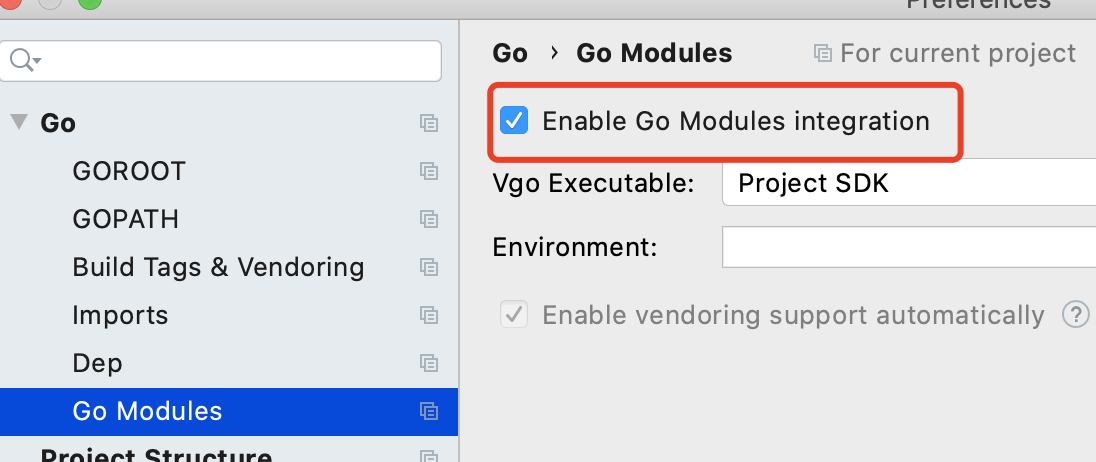 Preferences
Go
GOROOT
GOPATH
Build Tags & Vendoring
Imports
Dep
Go Modules
Project Structure
Go › Go Modules
For current project
Enable Go Modules integration
Vgo Executable:
Project SDK
Environment:
Enable vendoring support automatically ?